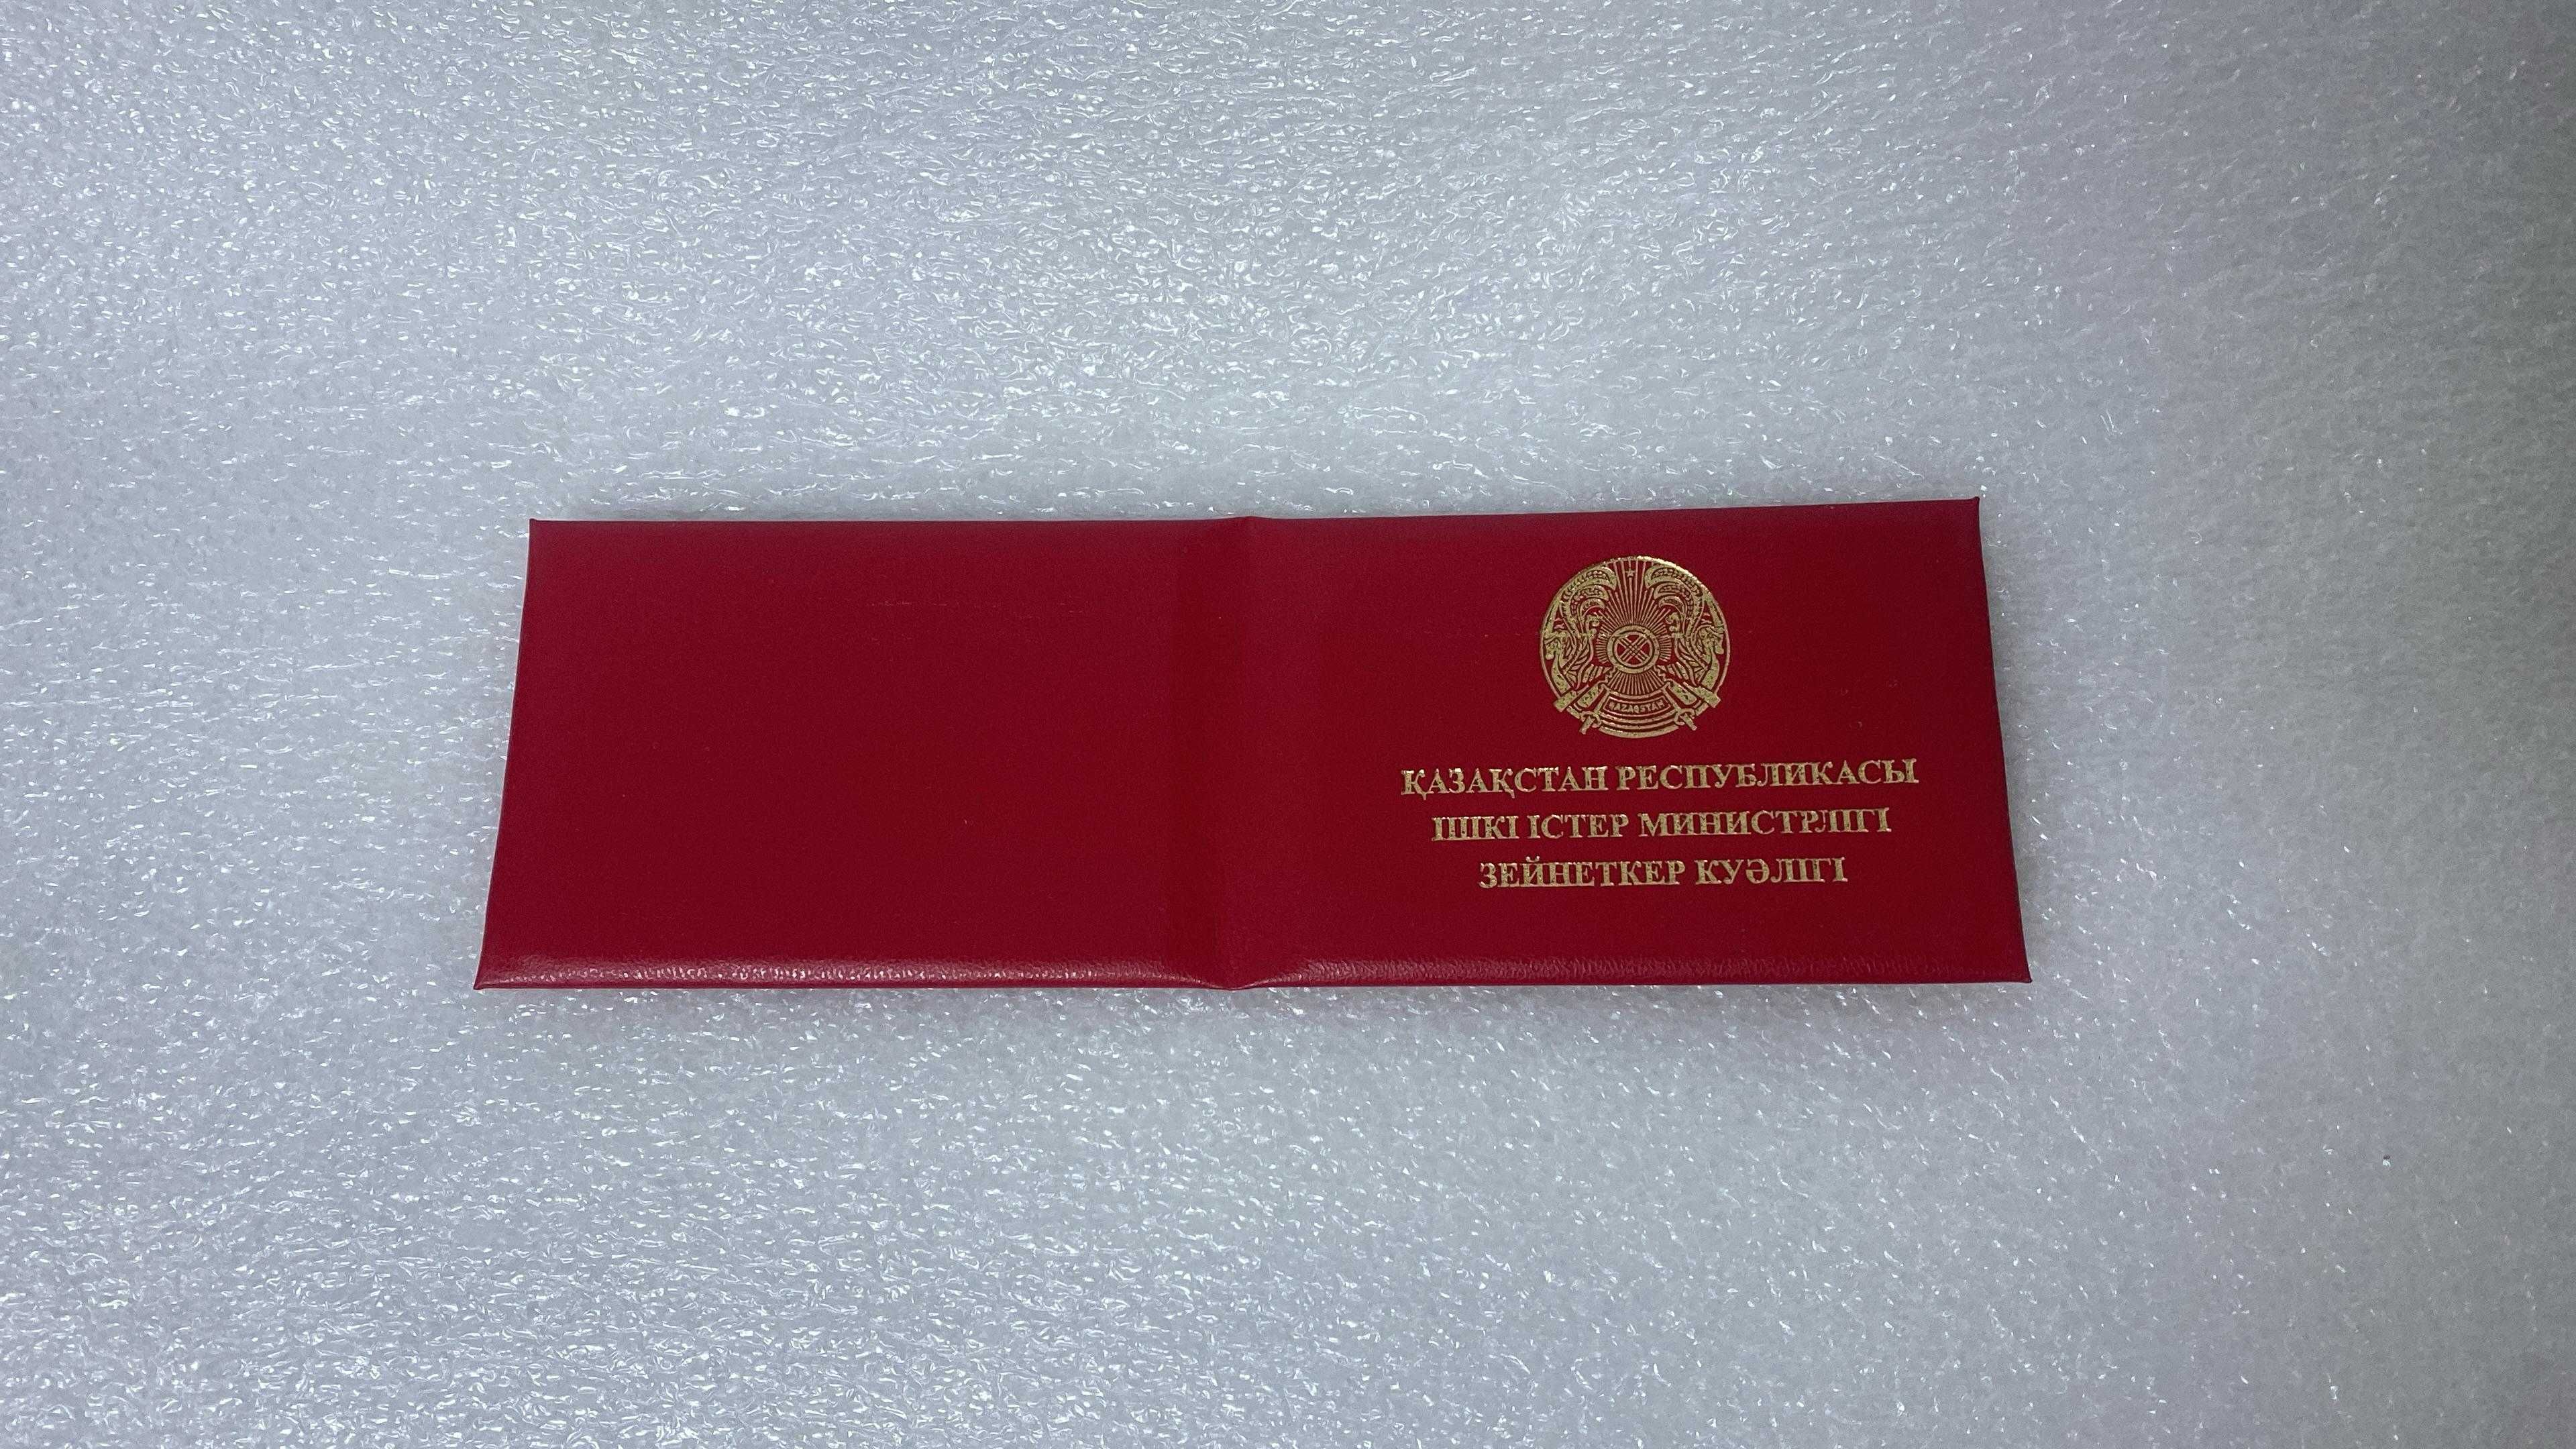 QAZAQSTAN
ҚАЗАҚСТАН РЕСПУБЛИКАСЫ
ІШКІ ІСТЕР МИНИСТРЛІГІ
ЗЕЙНЕТКЕР КУӘЛІГІ